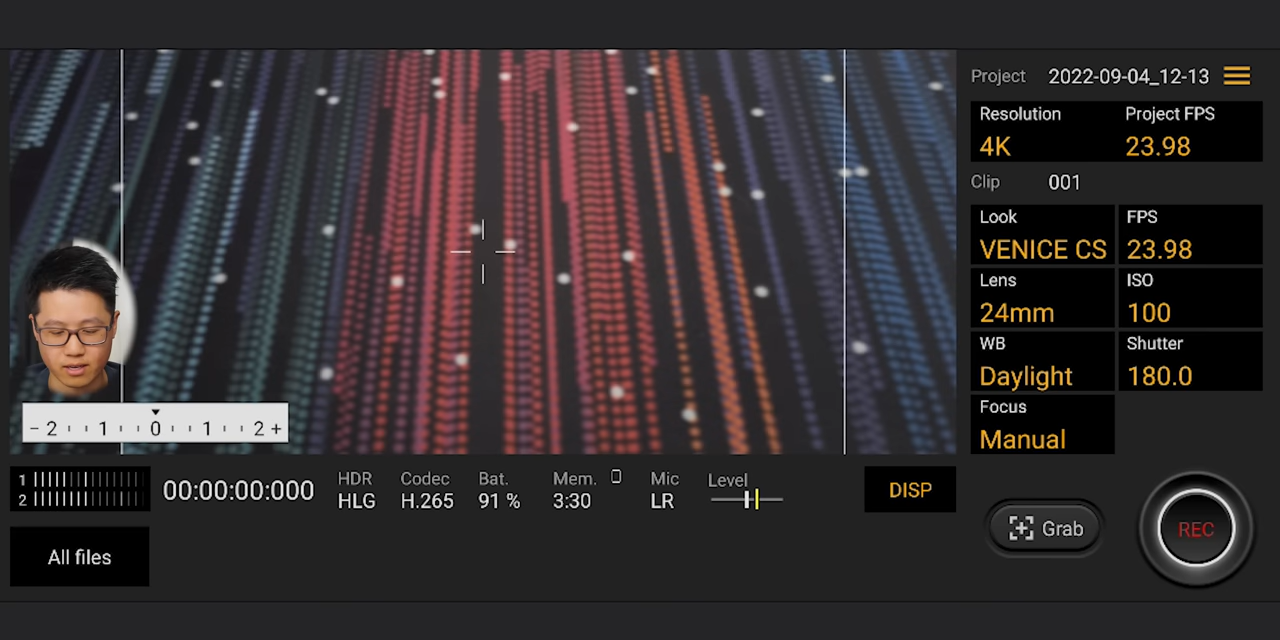 Project 2022-09-04_12-13
Resolution Project FPS
4K 23.98
Clip 001
Look FPS
VENICE CS 23.98
Lens ISO
24mm 100
WB Shutter
Daylight 180.0
Focus
Manual
− 2 1 0 1 2 +
1
2
00:00:00:000
HDR Codec Bat. Mem. Mic Level
HLG H.265 91 % 3:30 LR
DISP
Grab
REC
All files